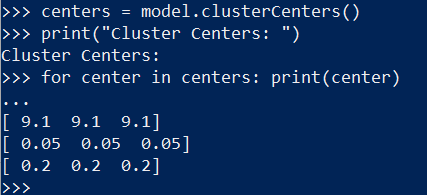 >>> centers = model.clusterCenters()
>>> print("Cluster Centers: ")
Cluster Centers:
>>> for center in centers: print(center)
...
[ 9.1  9.1  9.1]
[ 0.05  0.05  0.05]
[ 0.2  0.2  0.2]
>>>